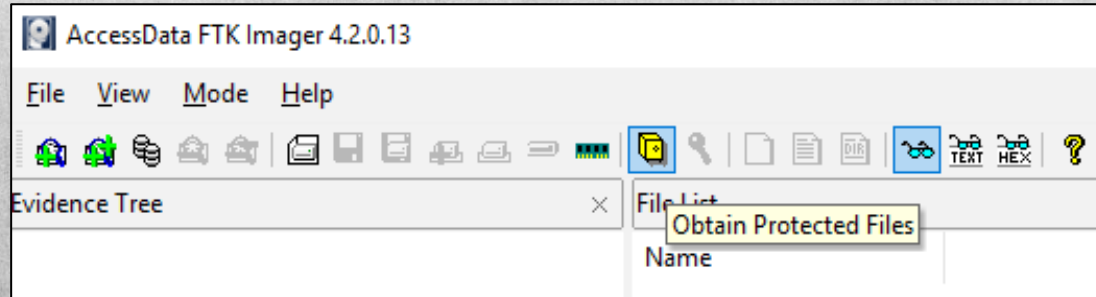 AccessData FTK Imager 4.2.0.13
File View Mode Help
DIR TEXT HEX ?
Evidence Tree × File List
Obtain Protected Files
Name